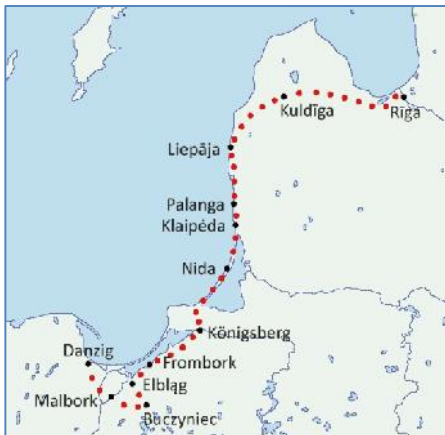 Kuldīga
Rīga
Liepāja
Palanga
Klaipėda
Nida
Königsberg
Danzig
Frombork
Elbląg
Malbork
Buczyniec